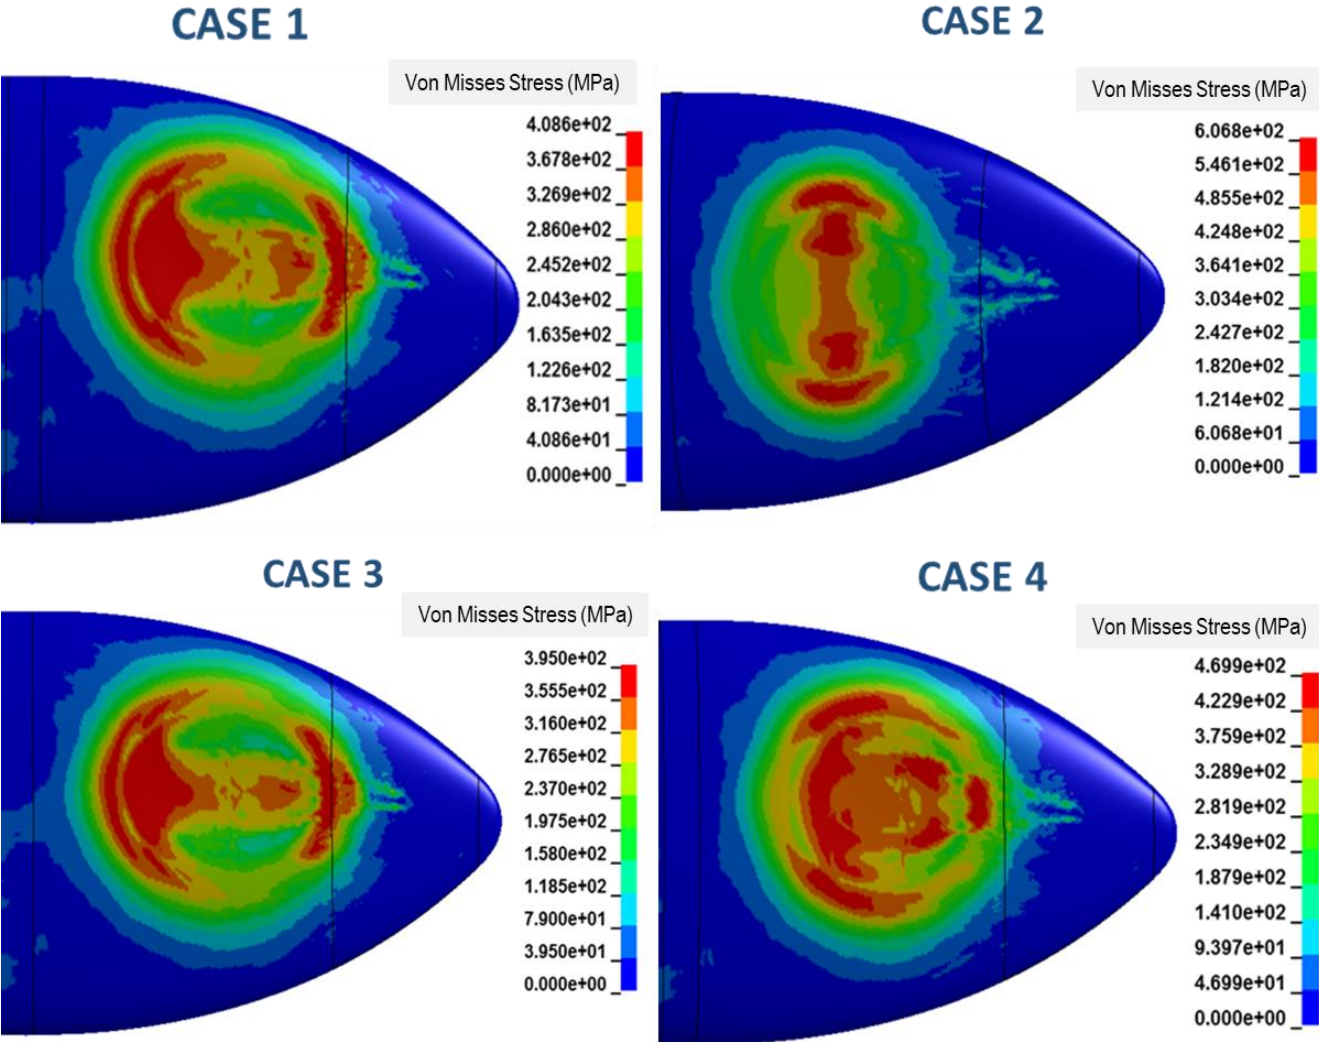 CASE 1
Von Misses Stress (MPa)
4.086e+02
3.678e+02
3.269e+02
2.860e+02
2.452e+02
2.043e+02
1.635e+02
1.226e+02
8.173e+01
4.086e+01
0.000e+00
CASE 2
Von Misses Stress (MPa)
6.068e+02
5.461e+02
4.855e+02
4.248e+02
3.641e+02
3.034e+02
2.427e+02
1.820e+02
1.214e+02
6.068e+01
0.000e+00
CASE 3
Von Misses Stress (MPa)
3.950e+02
3.555e+02
3.160e+02
2.765e+02
2.370e+02
1.975e+02
1.580e+02
1.185e+02
7.900e+01
3.950e+01
0.000e+00
CASE 4
Von Misses Stress (MPa)
4.699e+02
4.229e+02
3.759e+02
3.289e+02
2.819e+02
2.349e+02
1.879e+02
1.410e+02
9.397e+01
4.699e+01
0.000e+00